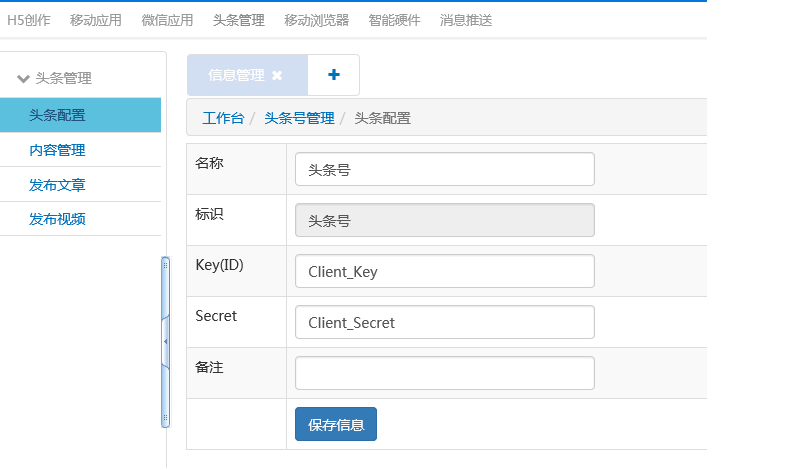 H5创作 移动应用 微信应用 头条管理 移动浏览器 智能硬件 消息推送
头条管理
头条配置
内容管理
发布文章
发布视频
信息管理 ✖ +
工作台 / 头条号管理 / 头条配置
名称 头条号
标识 头条号
Key(ID) Client_Key
Secret Client_Secret
备注
保存信息